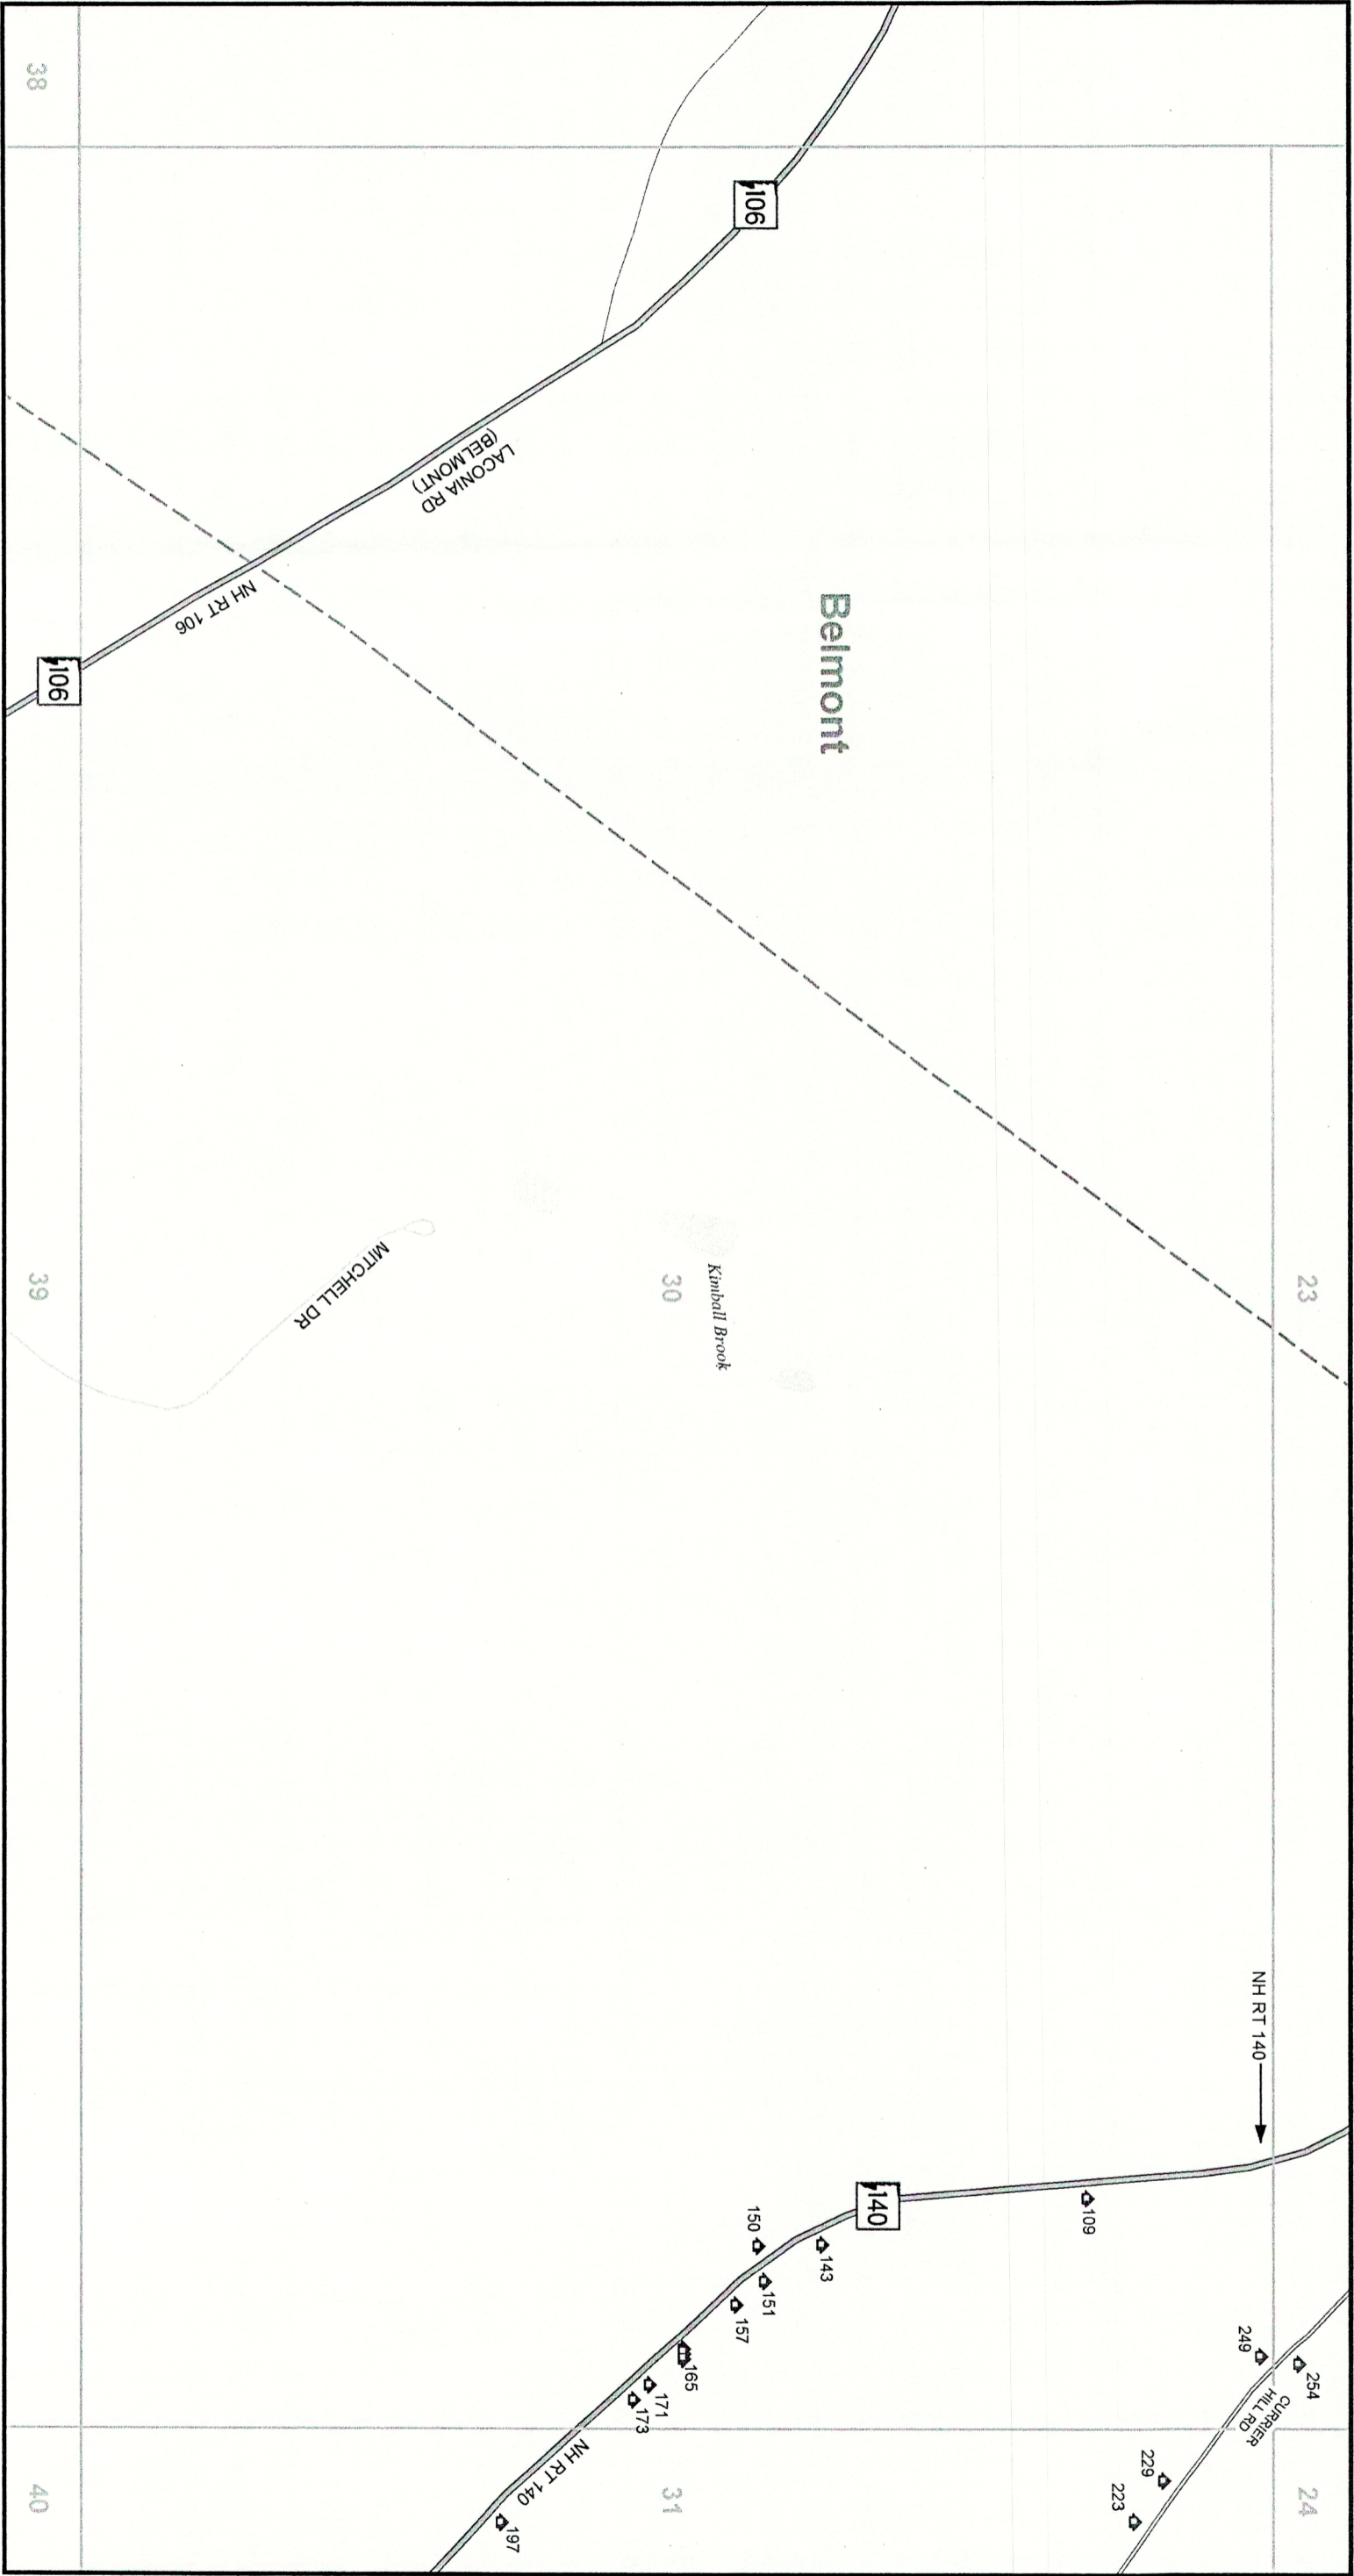 23
24
254
249
CURRIER
HILL RD
229
223
NH RT 140
109
140
143
150
151
157
165
171
173
NH RT 140
197
31
30
Kimball Brook
Belmont
106
LACONIA RD
(BELMONT)
NH RT 106
106
MITCHELL DR
38
39
40